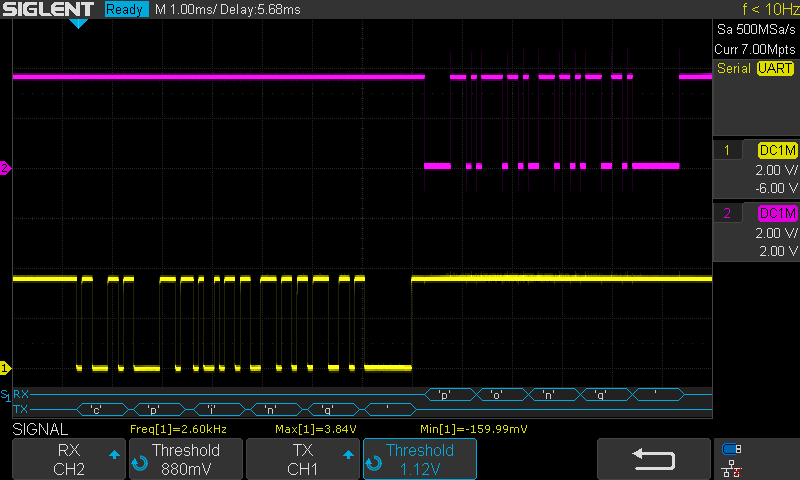 SIGLENT Ready M 1.00ms/ Delay:5.68ms f < 10Hz
Sa 500MSa/s
Curr 7.00Mpts
Serial UART
1 DC1M
2.00 V/
-6.00 V
2 DC1M
2.00 V/
2.00 V
2
1
S1 RX 'p' 'o' 'n' 'q' '
TX 'c' 'p' 'i' 'n' 'q' '
SIGNAL Freq[1]=2.60kHz Max[1]=3.84V Min[1]=-159.99mV
RX
CH2
Threshold
880mV
TX
CH1
Threshold
1.12V